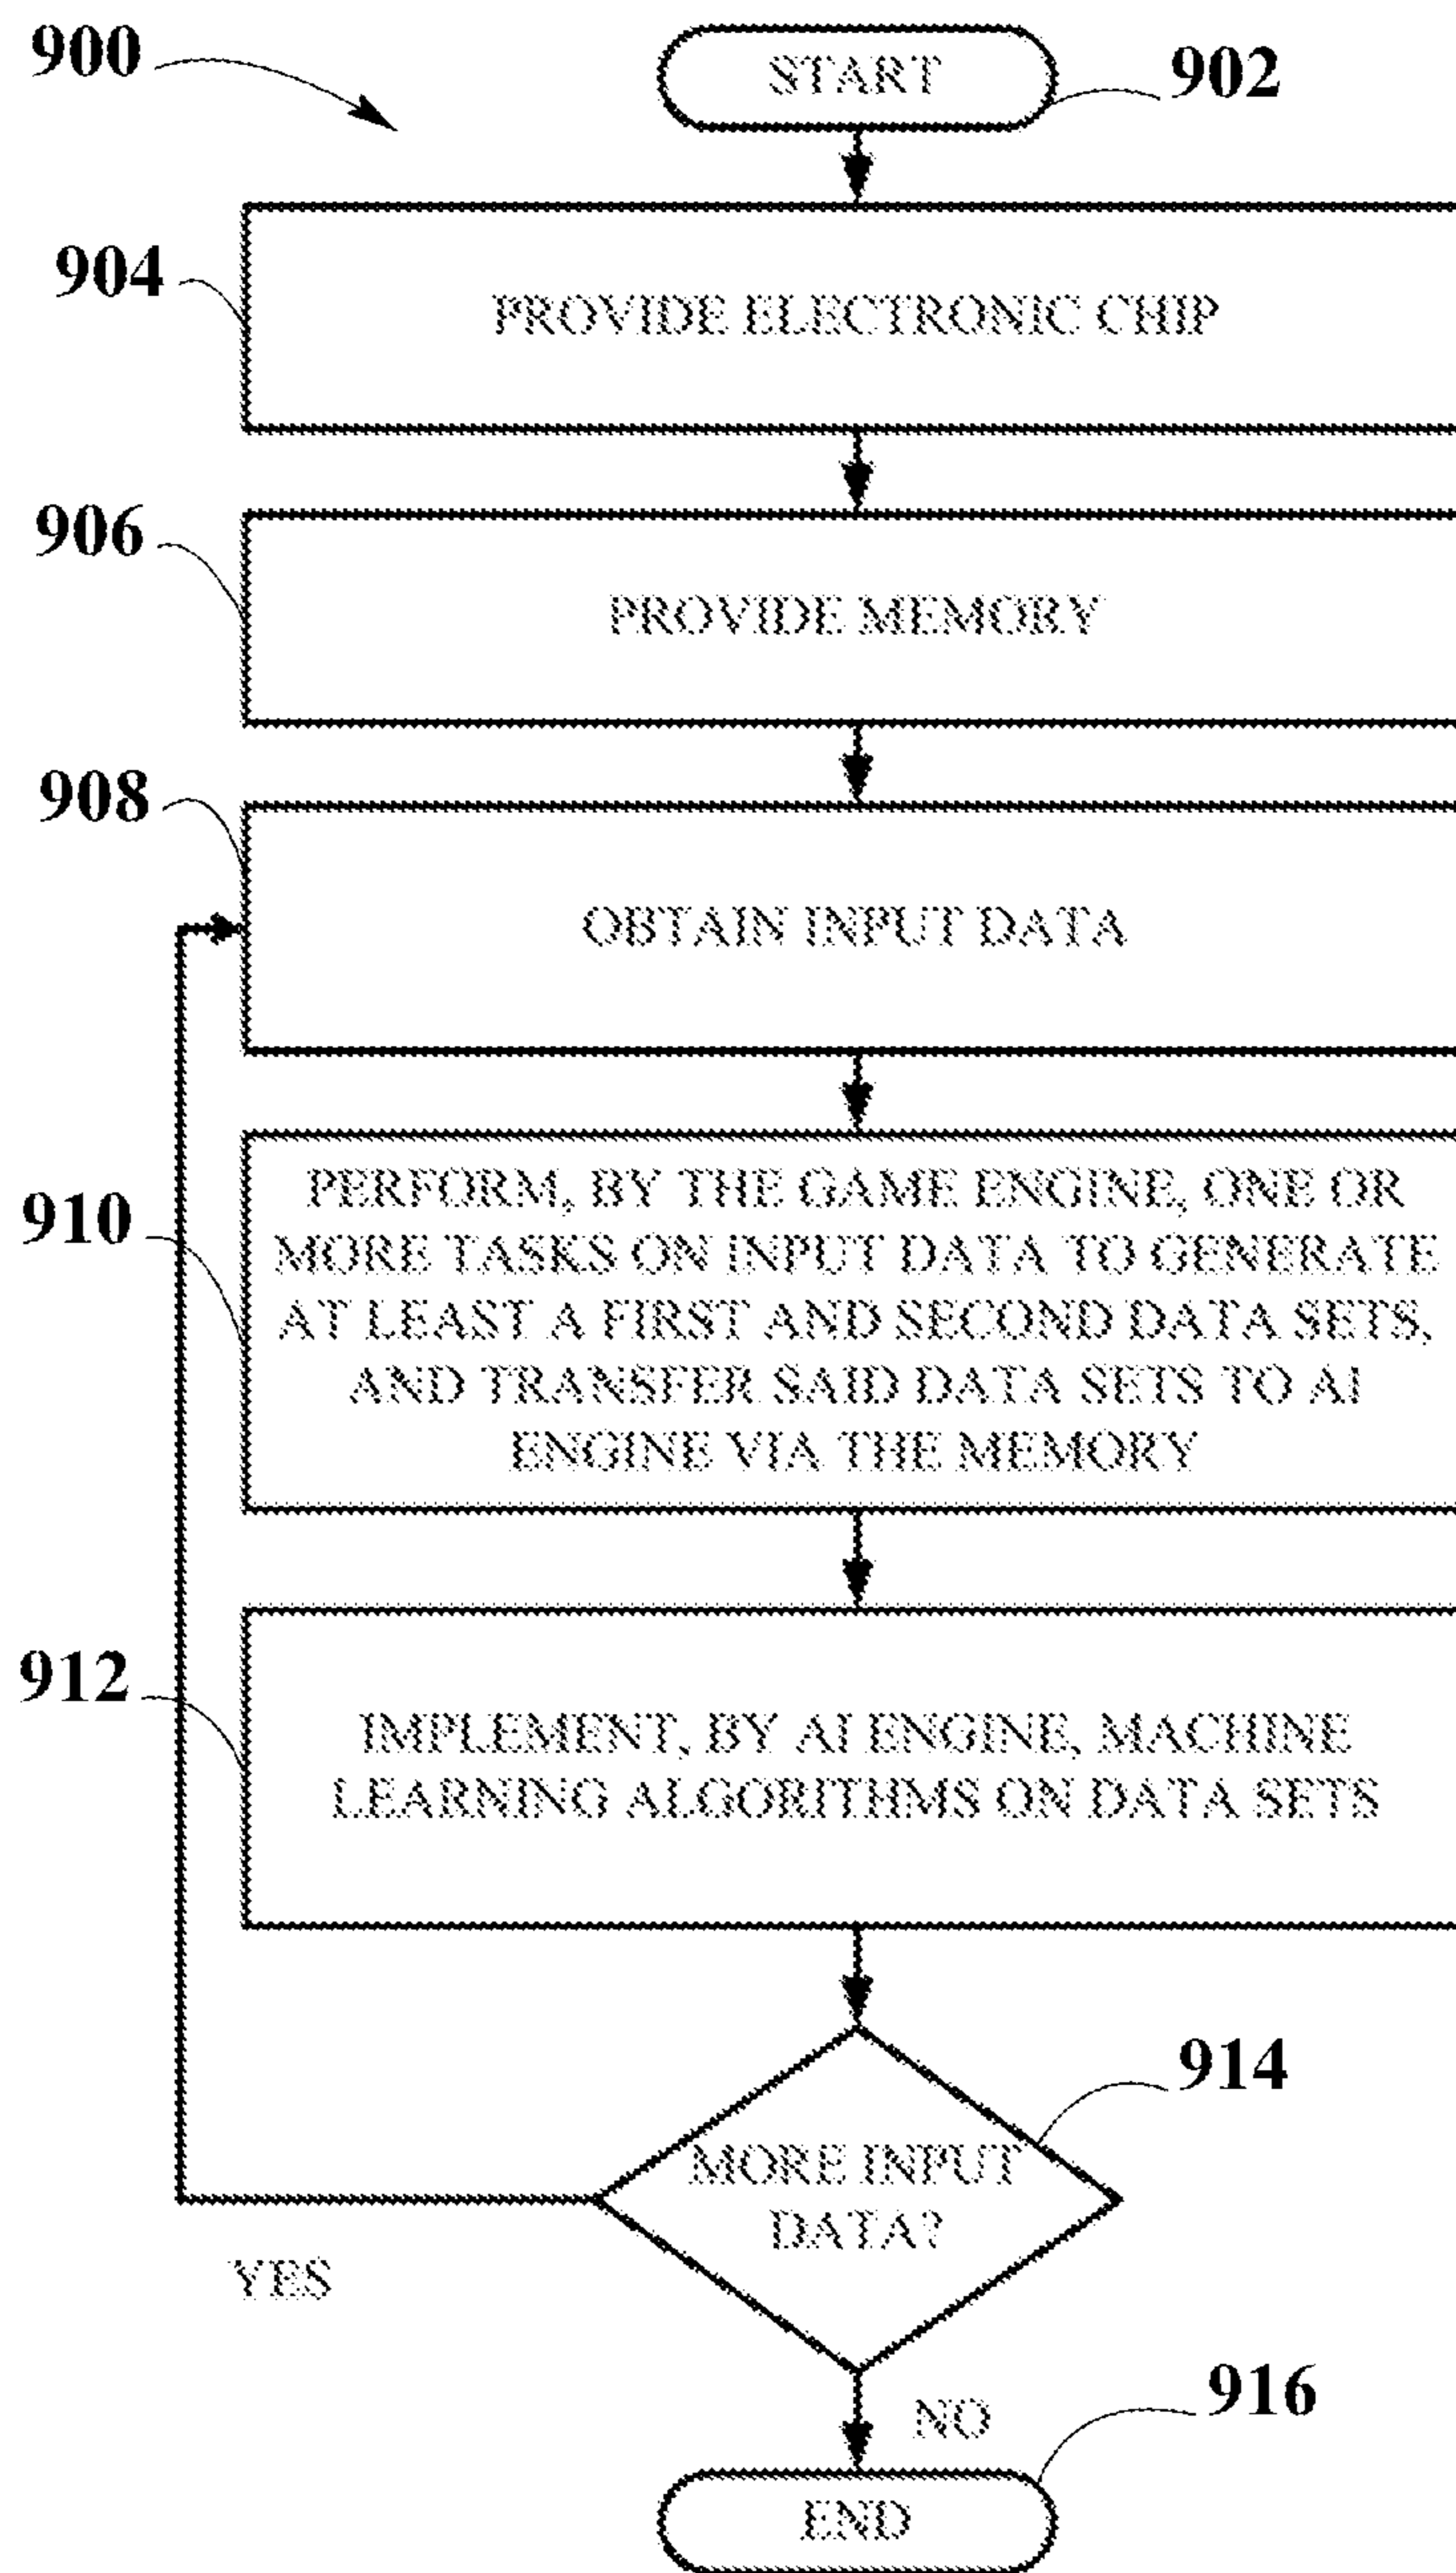 900
START
902
904
PROVIDE ELECTRONIC CHIP
906
PROVIDE MEMORY
908
OBTAIN INPUT DATA
910
PERFORM, BY THE GAME ENGINE, ONE OR
MORE TASKS ON INPUT DATA TO GENERATE
AT LEAST A FIRST AND SECOND DATA SETS,
AND TRANSFER SAID DATA SETS TO AI
ENGINE VIA THE MEMORY
912
IMPLEMENT, BY AI ENGINE, MACHINE
LEARNING ALGORITHMS ON DATA SETS
914
MORE INPUT
DATA?
YES
NO
916
END